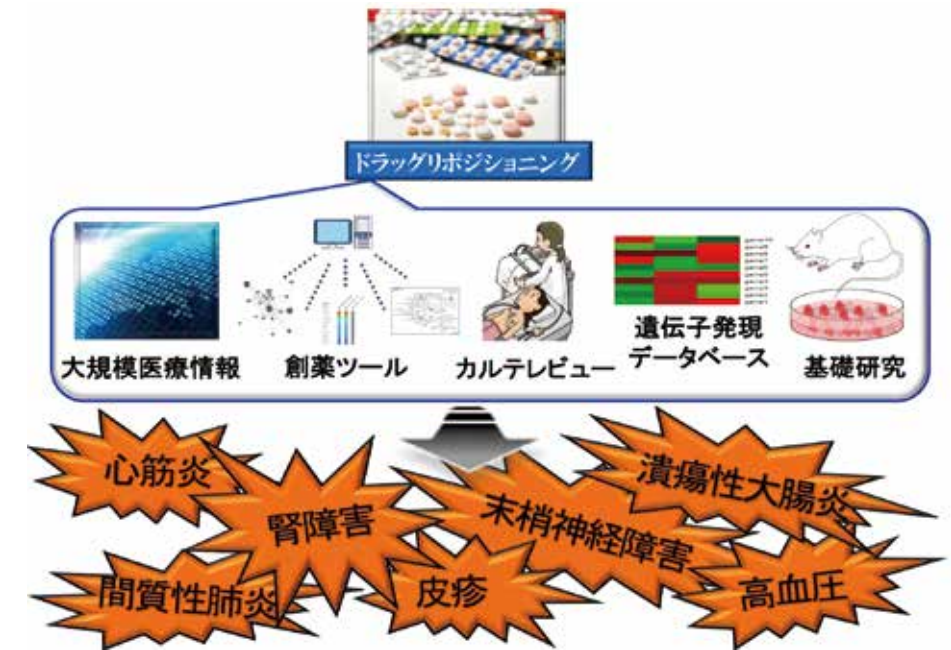 ドラッグリポジショニング
大規模医療情報
創薬ツール
カルテレビュー
遺伝子発現
データベース
基礎研究
心筋炎
腎障害
末梢神経障害
潰瘍性大腸炎
間質性肺炎
皮疹
高血圧